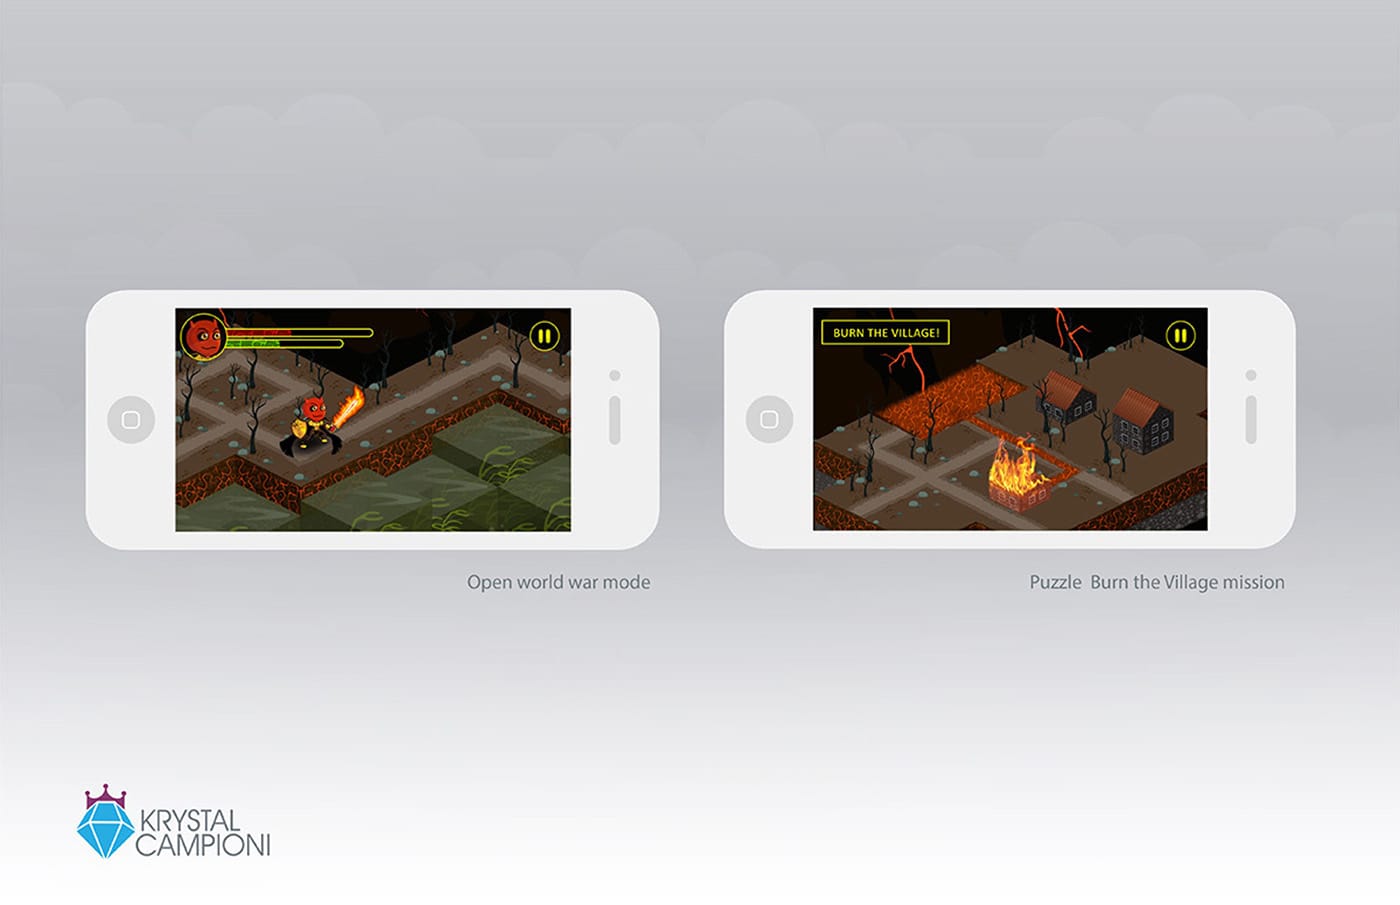 BURN THE VILLAGE!
Open world war mode
Puzzle Burn the Village mission
KRYSTAL
CAMPIONI